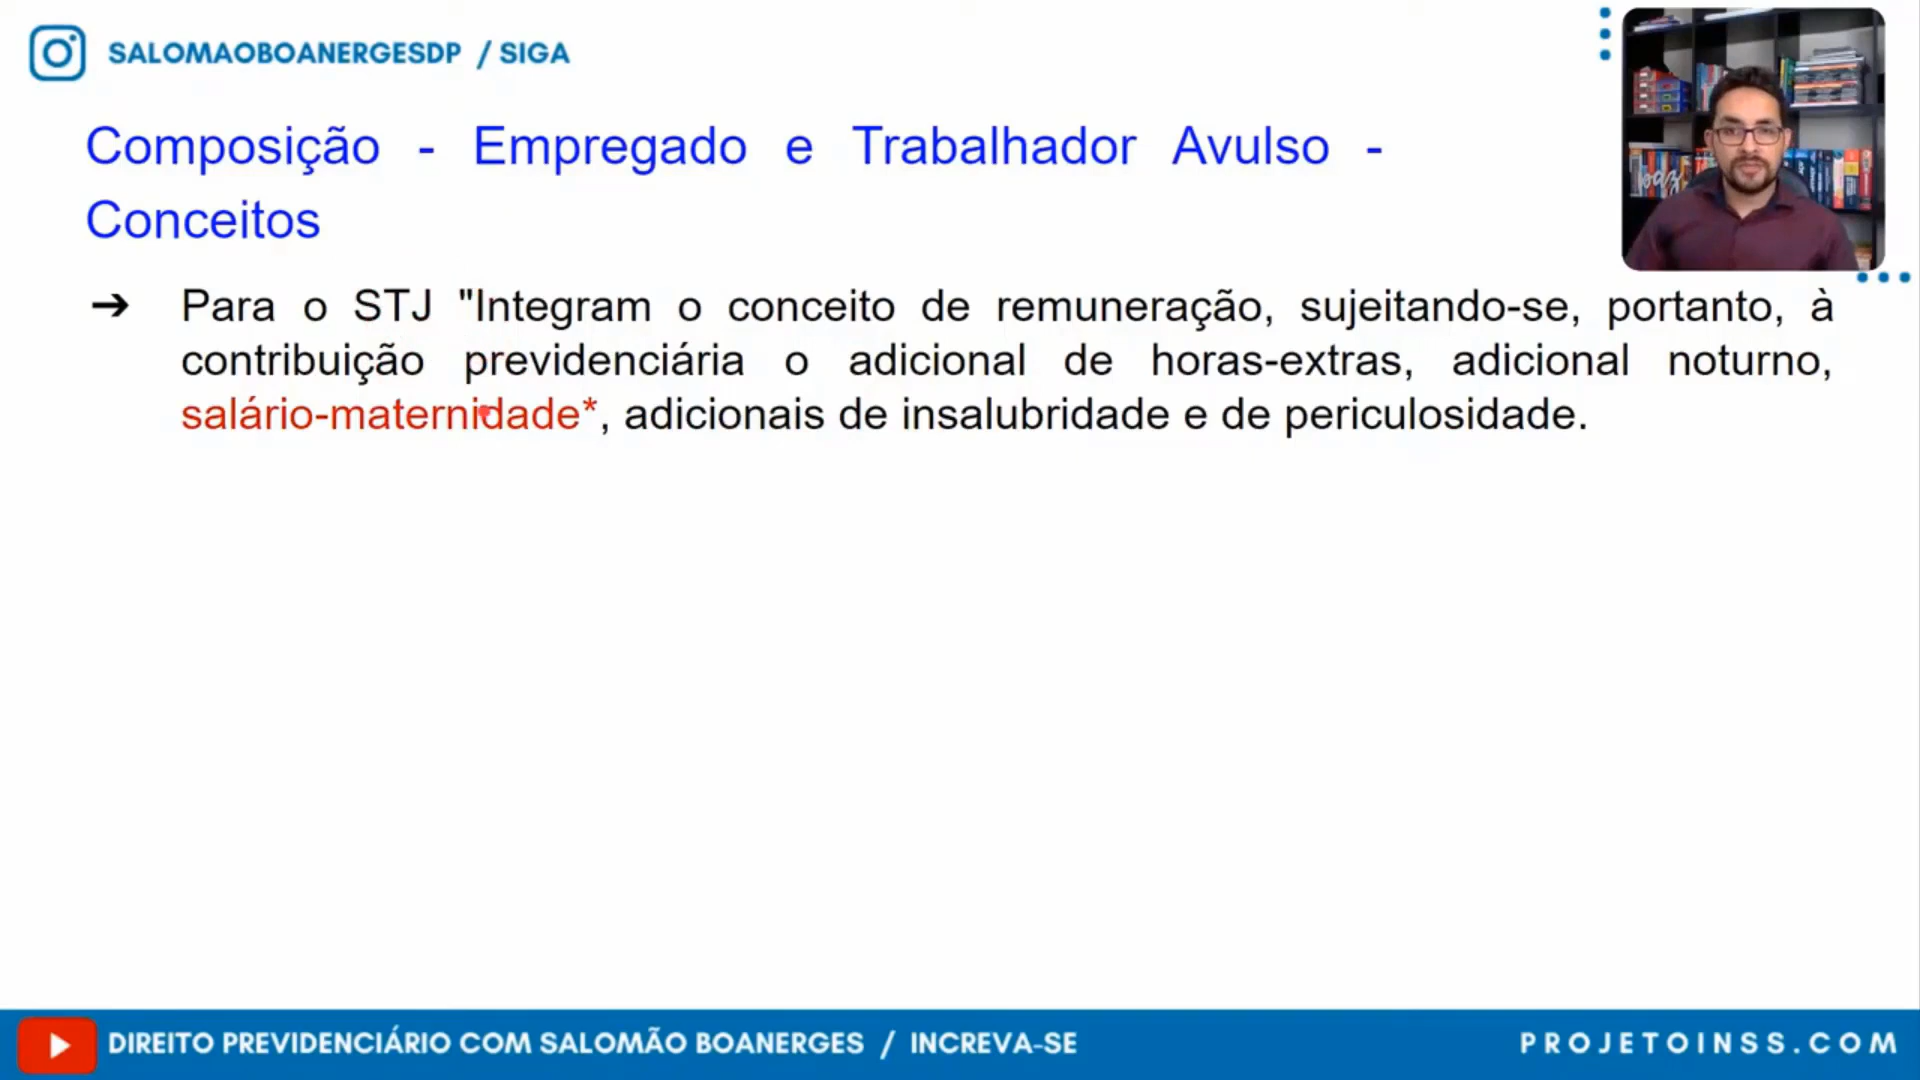 SALOMAOBOANERGESDP / SIGA
Composição - Empregado e Trabalhador Avulso -
Conceitos
➔ Para o STJ "Integram o conceito de remuneração, sujeitando-se, portanto, à
contribuição previdenciária o adicional de horas-extras, adicional noturno,
salário-maternidade*, adicionais de insalubridade e de periculosidade.
DIREITO PREVIDENCIÁRIO COM SALOMÃO BOANERGES / INCREVA-SE
PROJETOINSS.COM